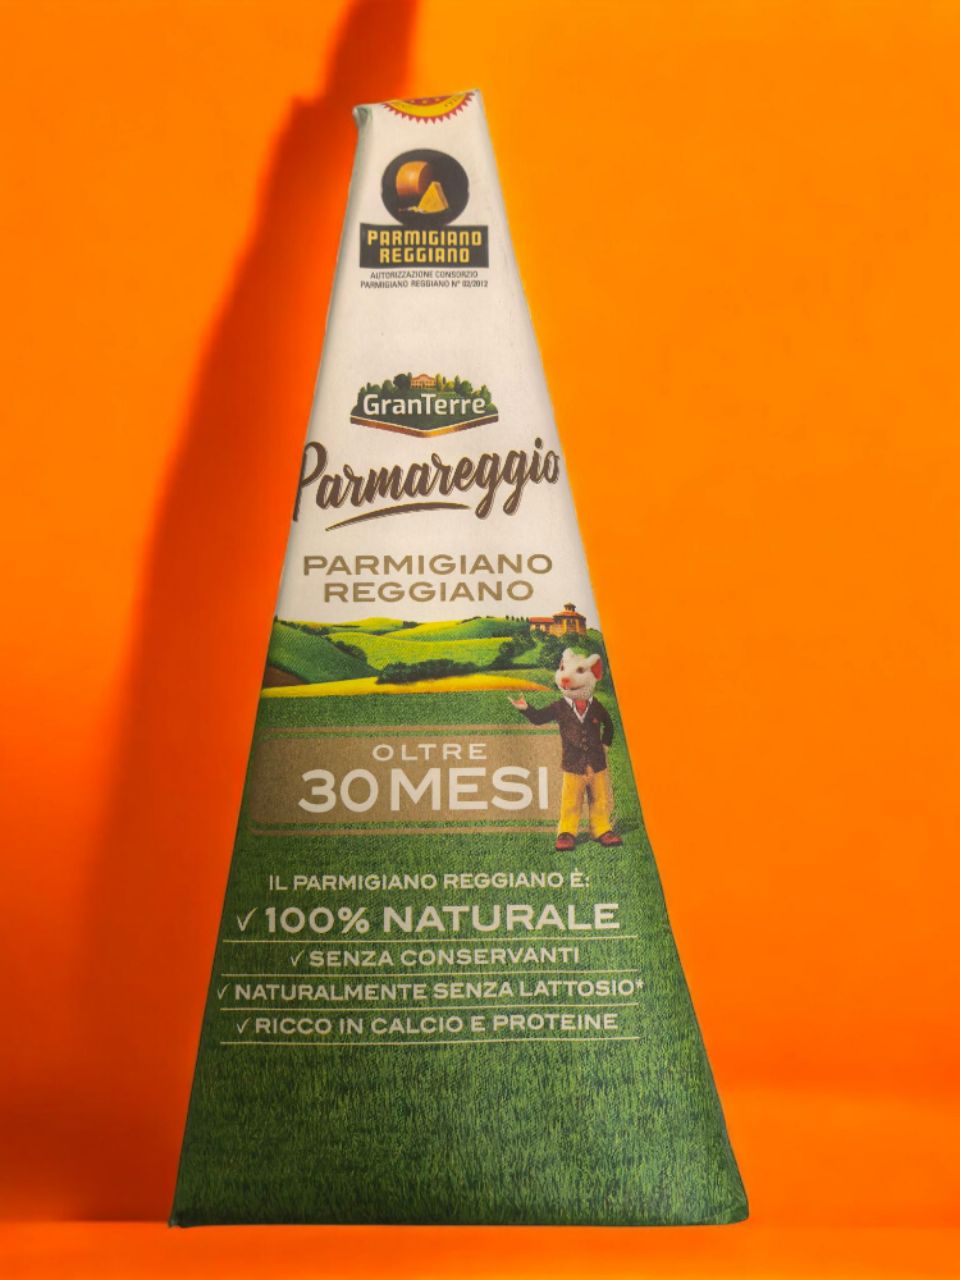 PARMIGIANO
REGGIANO
AUTORIZZAZIONE CONSORZIO
PARMIGIANO REGGIANO N° 02/2012
GranTerre
Parmareggio
PARMIGIANO
REGGIANO
OLTRE
30 MESI
IL PARMIGIANO REGGIANO È:
✓ 100% NATURALE
✓ SENZA CONSERVANTI
✓ NATURALMENTE SENZA LATTOSIO*
✓ RICCO IN CALCIO E PROTEINE